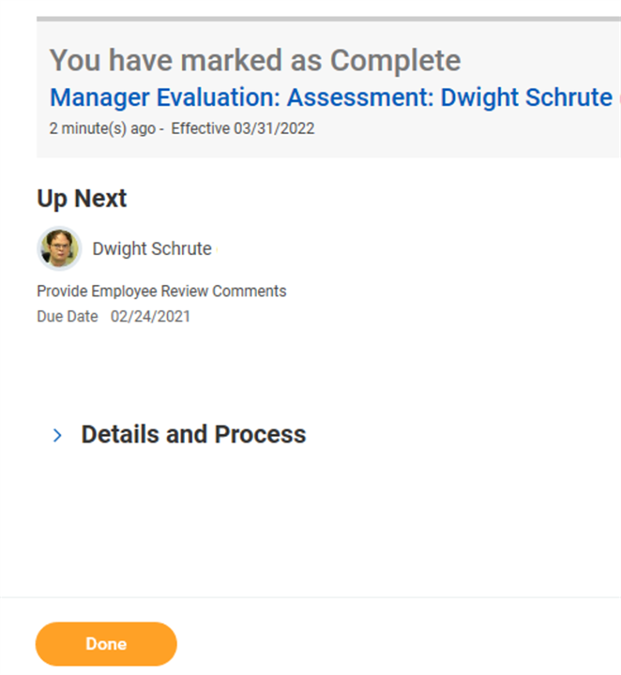 You have marked as Complete
Manager Evaluation: Assessment: Dwight Schrute
2 minute(s) ago - Effective 03/31/2022
Up Next
Dwight Schrute
Provide Employee Review Comments
Due Date 02/24/2021
Details and Process
Done